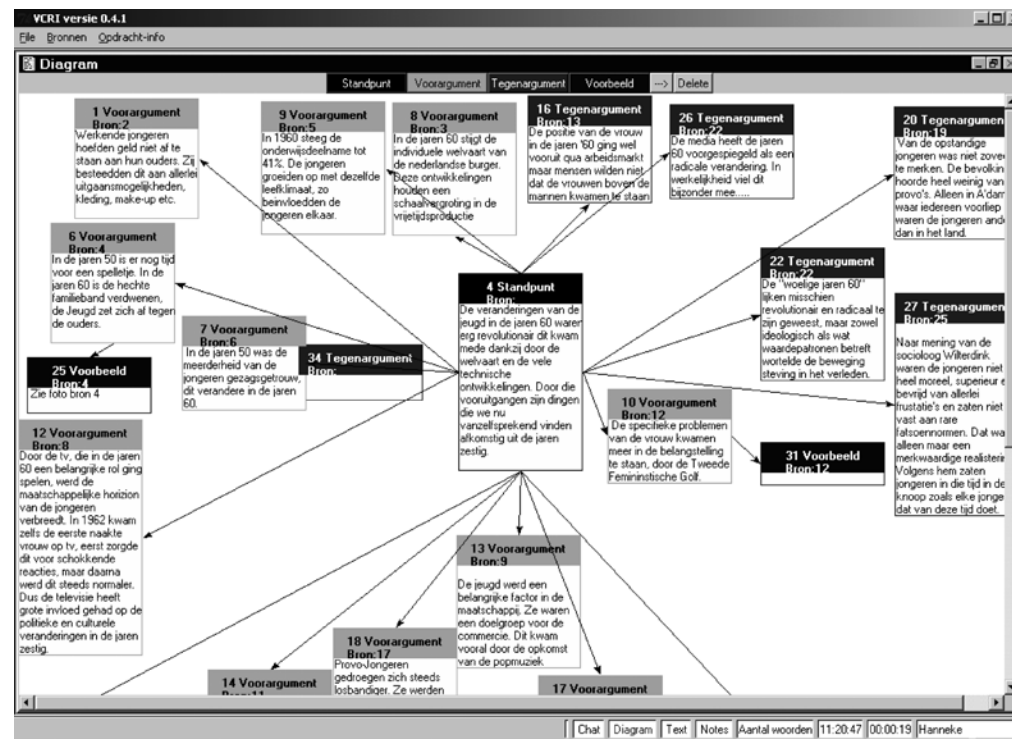 VCRI versie 0.4.1
File Bronnen Opdracht-info
Diagram
Standpunt Voorargument Tegenargument Voorbeeld ---> Delete
1 Voorargument
Bron:2
Werkende jongeren
hoefden geld niet af te
staan aan hun ouders. Zij
besteedden dit aan allerlei
uitgaansmogelijkheden,
kleding, make-up etc.
9 Voorargument
Bron:5
In 1960 steeg de
onderwijsdeelname tot
41%. De jongeren
groeiden op met dezelfde
leefklimaat, zo
beinvloedden de
jongeren elkaar.
8 Voorargument
Bron:3
In de jaren 60 stijgt de
individuele welvaart van
de nederlandse burger.
Deze ontwikkelingen
houden een
schaalvergroting in de
vrijetijdsproductie
16 Tegenargument
Bron:13
De positie van de vrouw
in de jaren '60 ging wel
vooruit qua arbeidsmarkt
maar mensen wilden niet
dat de vrouwen boven de
mannen kwamen te staan
26 Tegenargument
Bron:22
De media heeft de jaren
60 voorgespiegeld als een
radicale verandering. In
werkelijkheid viel dit
bijzonder mee.....
20 Tegenargument
Bron:19
Van de opstandige
jongeren was niet zovee
te merken. De bevolkin
hoorde heel weinig van
provo's. Alleen in A'dam
waar iedereen voorliep
waren de jongeren ande
dan in het land.
6 Voorargument
Bron:4
In de jaren 50 is er nog tijd
voor een spelletje. In de
jaren 60 is de hechte
familieband verdwenen,
de Jeugd zet zich af tegen
de ouders.
4 Standpunt
Bron:
De veranderingen van de
jeugd in de jaren 60 waren
erg revolutionair dit kwam
mede dankzij door de
welvaart en de vele
technische
ontwikkelingen. Door die
vooruitgangen zijn dingen
die we nu
vanzelfsprekend vinden
afkomstig uit de jaren
zestig.
22 Tegenargument
Bron:22
De "woelige jaren 60"
lijken misschien
revolutionair en radicaal te
zijn geweest, maar zowel
ideologisch als wat
waardepatronen betreft
wortelde de beweging
stevig in het verleden.
27 Tegenargument
Bron:25
Naar mening van de
socioloog Wilterdink
waren de jongeren niet
heel moreel, superieur e
bevrijd van allerlei
frustatie's en zaten niet
vast aan rare
fatsoennormen. Dat wa
alleen maar een
merkwaardige realisterin
Volgens hem zaten
jongeren in die tijd in de
knoop zoals elke jonge
dat van deze tijd doet.
7 Voorargument
Bron:6
In de jaren 50 was de
meerderheid van de
jongeren gezagsgetrouw,
dit verandere in de jaren
60.
34 Tegenargument
Bron:
25 Voorbeeld
Bron:4
Zie foto bron 4
10 Voorargument
Bron:12
De specifieke problemen
van de vrouw kwamen
meer in de belangstelling
te staan, door de Tweede
Femininstische Golf.
31 Voorbeeld
Bron:12
12 Voorargument
Bron:8
Door de tv, die in de jaren
60 een belangrijke rol ging
spelen, werd de
maatschappelijke horizion
van de jongeren
verbreedt. In 1962 kwam
zelfs de eerste naakte
vrouw op tv, eerst zorgde
dit voor schokkende
reacties, maar daarna
werd dit steeds normaler.
Dus de televisie heeft
grote invloed gehad op de
politieke en culturele
veranderingen in de jaren
zestig.
13 Voorargument
Bron:9
De jeugd werd een
belangrijke factor in de
maatschappij. Ze waren
een doelgroep voor de
commercie. Dit kwam
vooral door de opkomst
van de popmuziek
18 Voorargument
Bron:17
Provo-Jongeren
gedroegen zich steeds
losbandiger. Ze werden
14 Voorargument
Bron:11
17 Voorargument
Chat Diagram Text Notes Aantal woorden 11:20:47 00:00:19 Hanneke